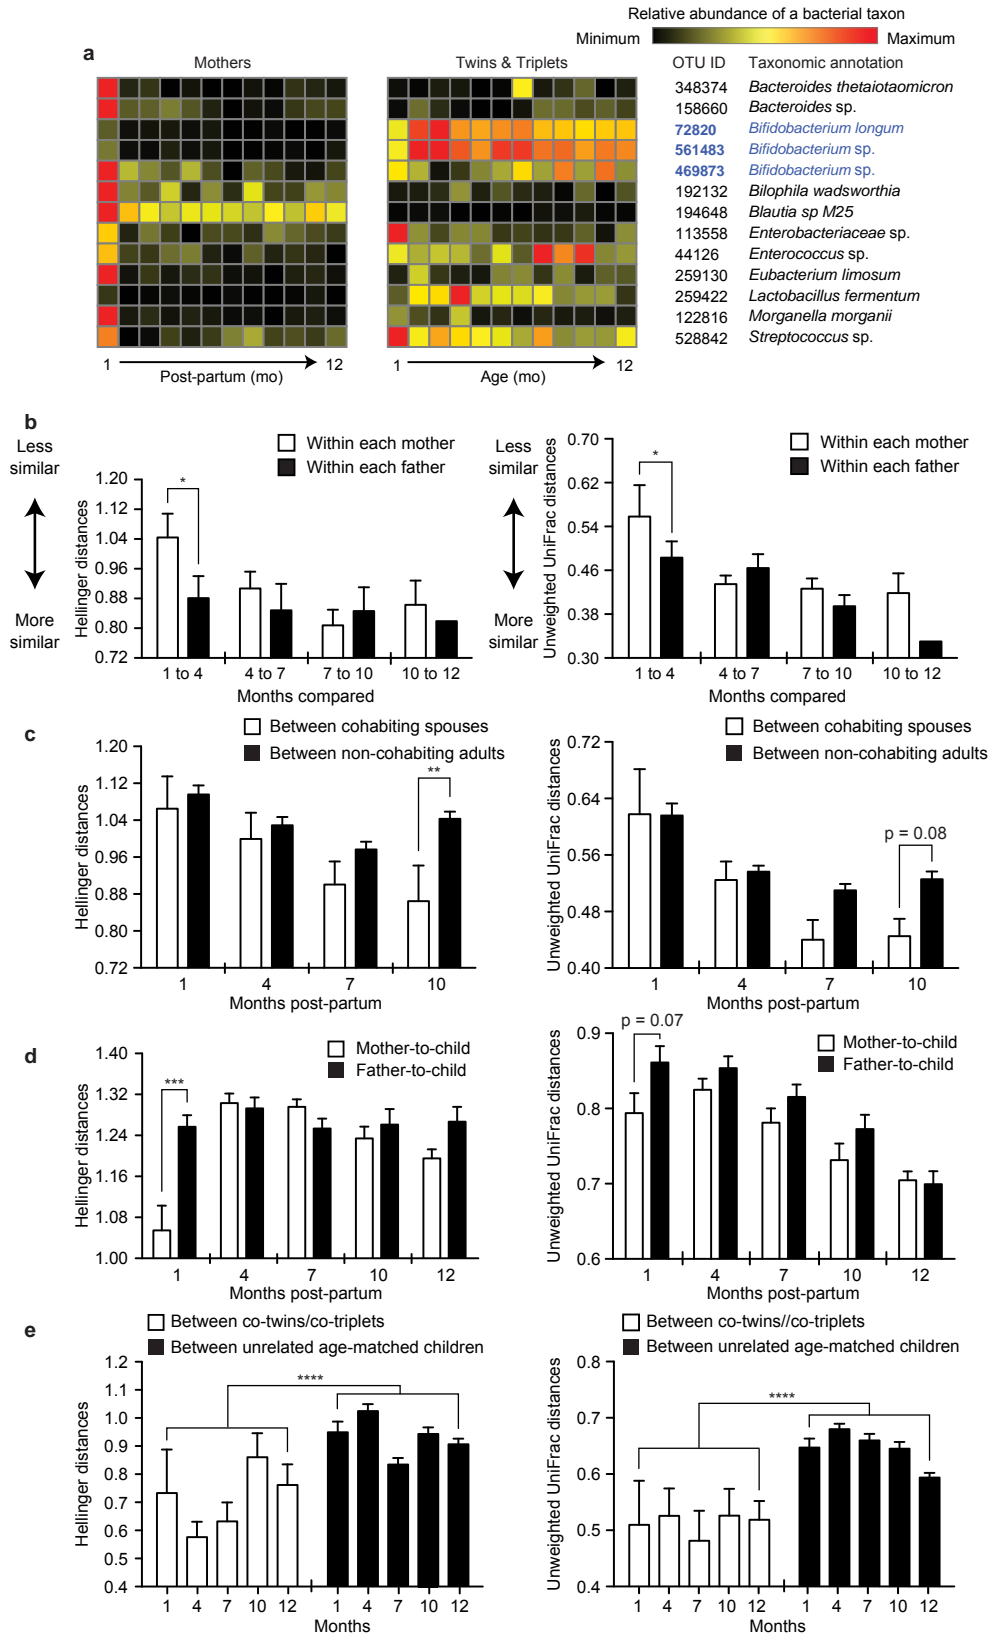 Relative abundance of a bacterial taxon
Minimum Maximum
a
Mothers Twins & Triplets OTU ID Taxonomic annotation
348374 Bacteroides thetaiotaomicron
158660 Bacteroides sp.
72820 Bifidobacterium longum
561483 Bifidobacterium sp.
469873 Bifidobacterium sp.
192132 Bilophila wadsworthia
194648 Blautia sp M25
113558 Enterobacteriaceae sp.
44126 Enterococcus sp.
259130 Eubacterium limosum
259422 Lactobacillus fermentum
122816 Morganella morganii
528842 Streptococcus sp.
1 12 1 12
Post-partum (mo) Age (mo)
b
Less similar
More similar
Within each mother
Within each father
Hellinger distances
1.20
1.12
1.04
0.96
0.88
0.80
0.72
*
1 to 4 4 to 7 7 to 10 10 to 12
Months compared
Less similar
More similar
Within each mother
Within each father
Unweighted UniFrac distances
0.70
0.62
0.54
0.46
0.38
0.30
*
1 to 4 4 to 7 7 to 10 10 to 12
Months compared
c
Between cohabiting spouses
Between non-cohabiting adults
Hellinger distances
1.20
1.12
1.04
0.96
0.88
0.80
0.72
**
1 4 7 10
Months post-partum
Between cohabiting spouses
Between non-cohabiting adults
Unweighted UniFrac distances
0.72
0.64
0.56
0.48
0.40
p = 0.08
1 4 7 10
Months post-partum
d
Mother-to-child
Father-to-child
Hellinger distances
1.40
1.32
1.24
1.16
1.08
1.00
***
1 4 7 10 12
Months post-partum
p = 0.07
Mother-to-child
Father-to-child
Unweighted UniFrac distances
0.9
0.8
0.7
0.6
1 4 7 10 12
Months post-partum
e
Between co-twins/co-triplets
Between unrelated age-matched children
Hellinger distances
1.2
1.1
1.0
0.9
0.8
0.7
0.6
0.5
0.4
****
1 4 7 10 12 1 4 7 10 12
Months
Between co-twins//co-triplets
Between unrelated age-matched children
Unweighted UniFrac distances
0.8
0.7
0.6
0.5
0.4
****
1 4 7 10 12 1 4 7 10 12
Months